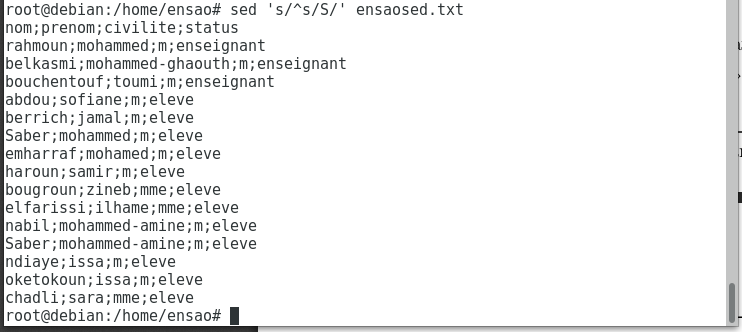 root@debian:/home/ensao# sed 's/^s/S/' ensaosed.txt
nom;prenom;civilite;status
rahmoun;mohammed;m;enseignant
belkasmi;mohammed-ghaouth;m;enseignant
bouchentouf;toumi;m;enseignant
abdou;sofiane;m;eleve
berrich;jamal;m;eleve
Saber;mohammed;m;eleve
emharraf;mohamed;m;eleve
haroun;samir;m;eleve
bougroun;zineb;mme;eleve
elfarissi;ilhame;mme;eleve
nabil;mohammed-amine;m;eleve
Saber;mohammed-amine;m;eleve
ndiaye;issa;m;eleve
oketokoun;issa;m;eleve
chadli;sara;mme;eleve
root@debian:/home/ensao#